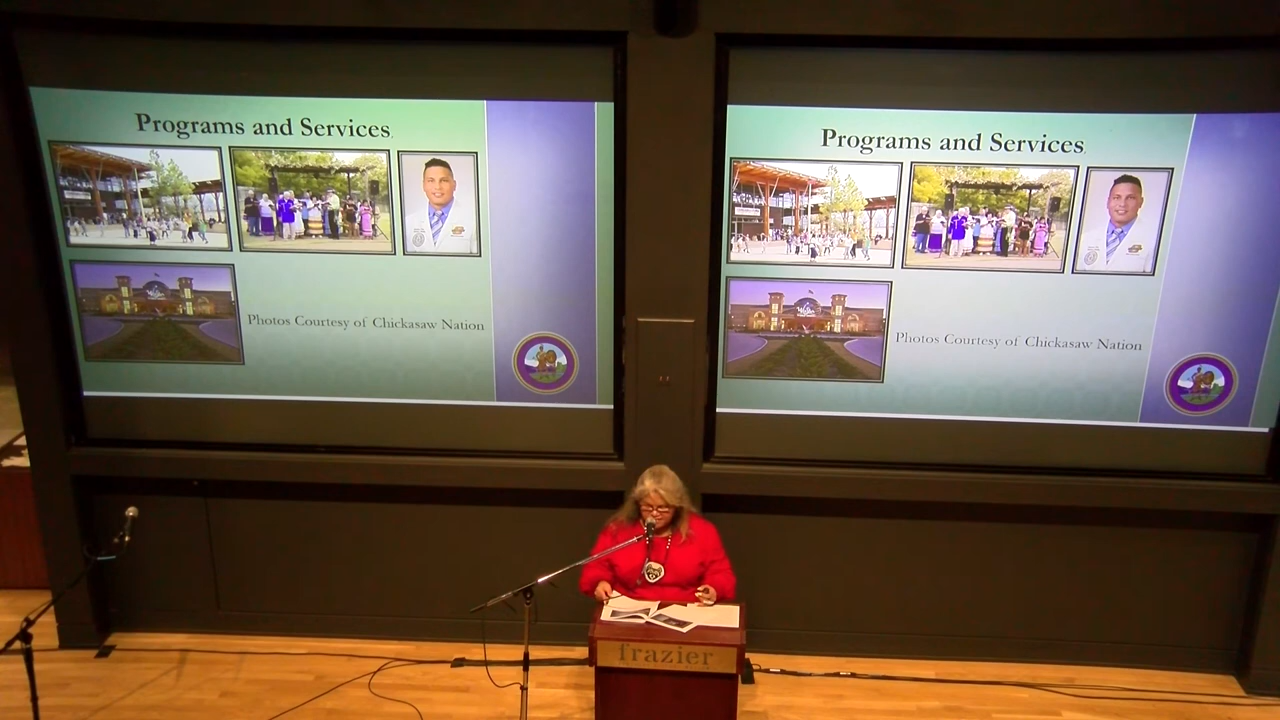 Programs and Services
Photos Courtesy of Chickasaw Nation
Programs and Services
Photos Courtesy of Chickasaw Nation
frazier